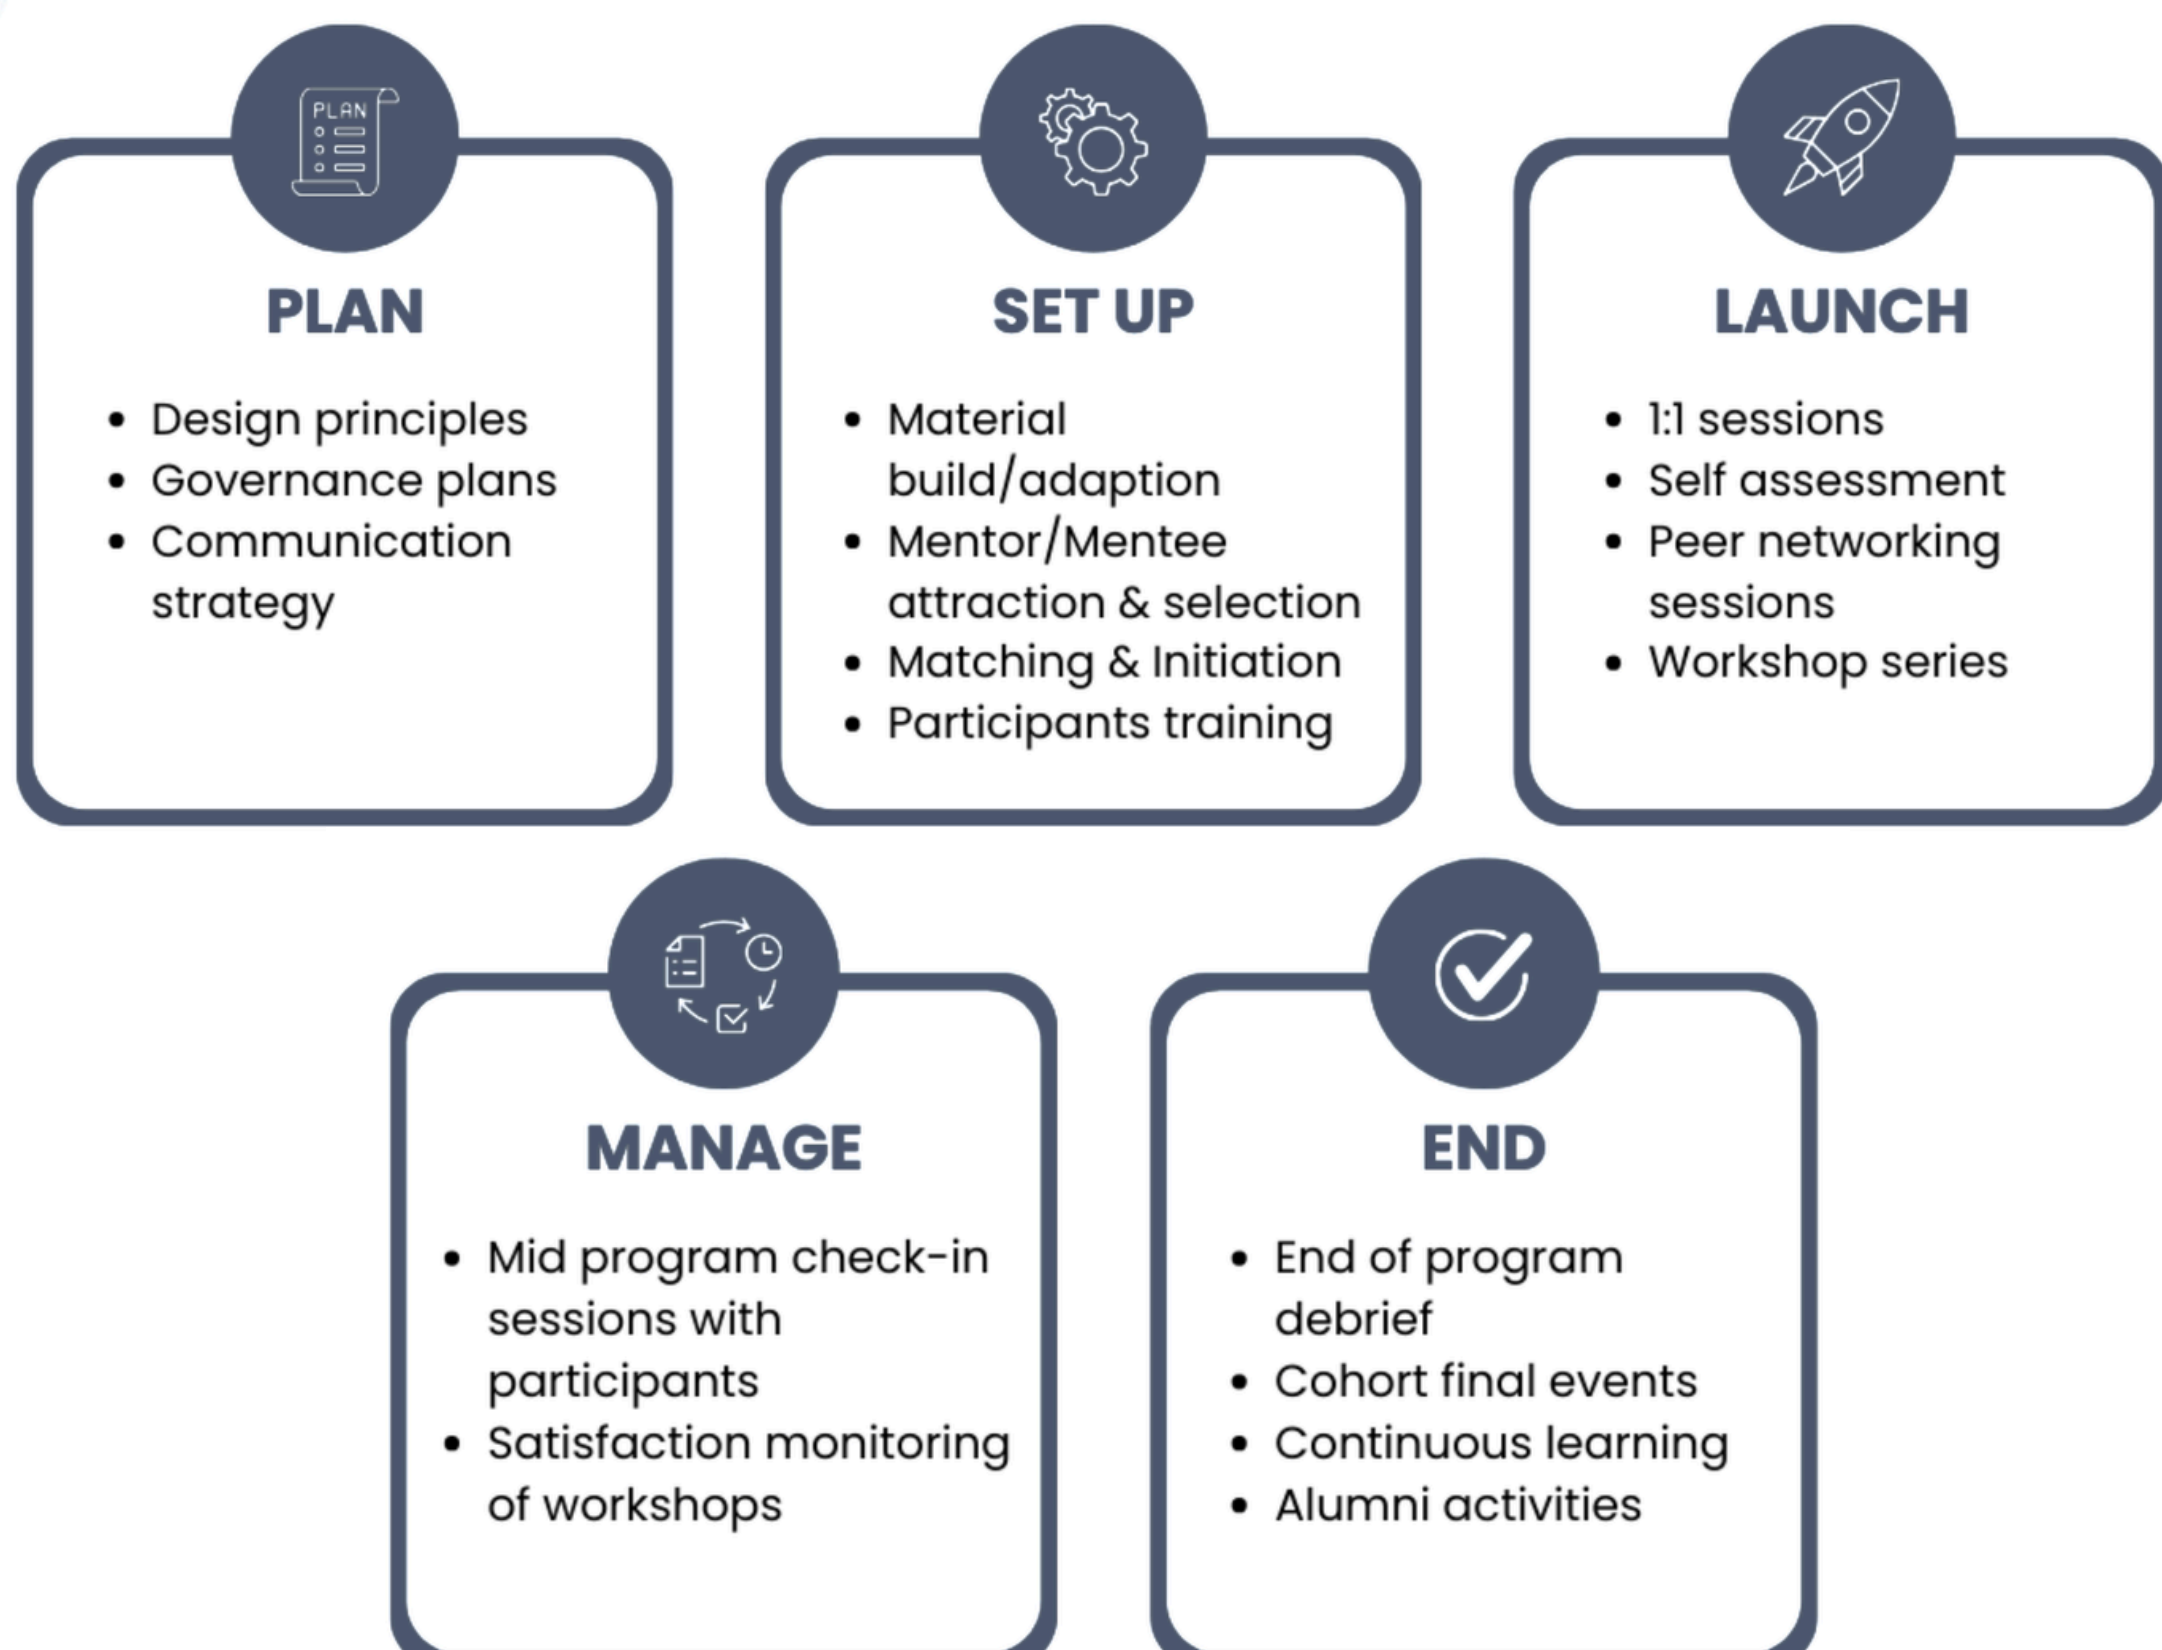 PLAN
PLAN
• Design principles
• Governance plans
• Communication
strategy
SET UP
• Material
build/adaption
• Mentor/Mentee
attraction & selection
• Matching & Initiation
• Participants training
LAUNCH
• 1:1 sessions
• Self assessment
• Peer networking
sessions
• Workshop series
MANAGE
• Mid program check-in
sessions with
participants
• Satisfaction monitoring
of workshops
END
• End of program
debrief
• Cohort final events
• Continuous learning
• Alumni activities